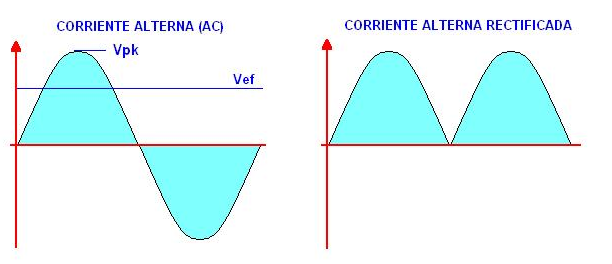 CORRIENTE ALTERNA (AC)
Vpk
Vef
CORRIENTE ALTERNA RECTIFICADA